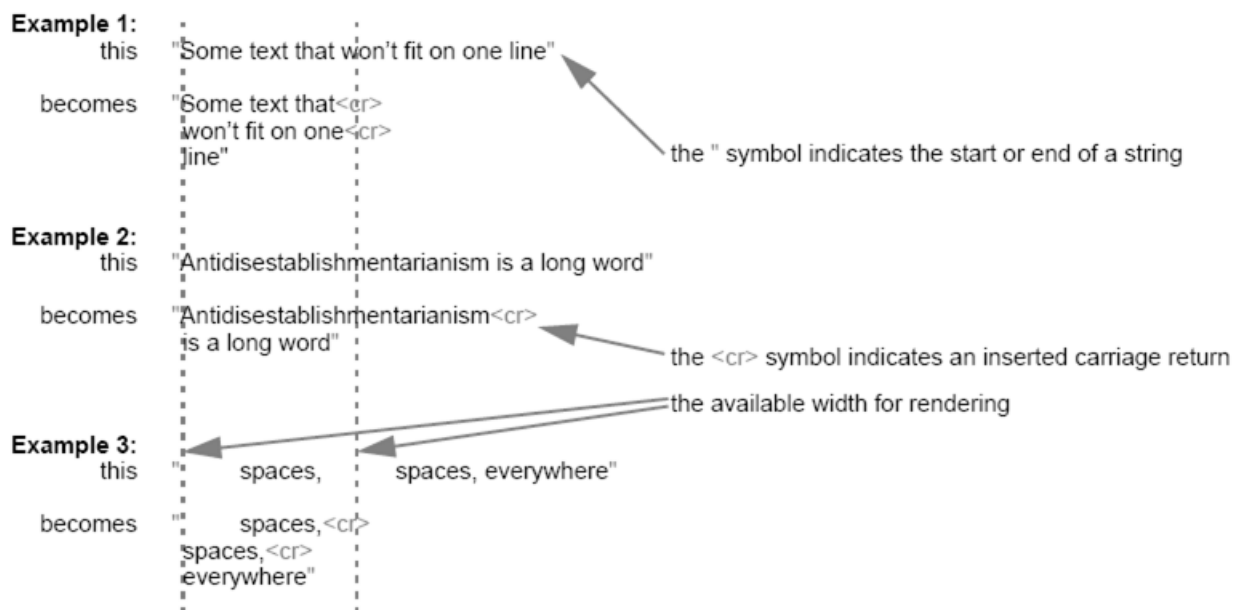 Example 1:
this "Some text that won't fit on one line"
becomes "Some text that<cr>
won't fit on one<cr>
line"
the " symbol indicates the start or end of a string
Example 2:
this "Antidisestablishmentarianism is a long word"
becomes "Antidisestablishmentarianism<cr>
is a long word"
the <cr> symbol indicates an inserted carriage return
the available width for rendering
Example 3:
this "        spaces,        spaces, everywhere"
becomes "        spaces,<cr>
spaces,<cr>
everywhere"